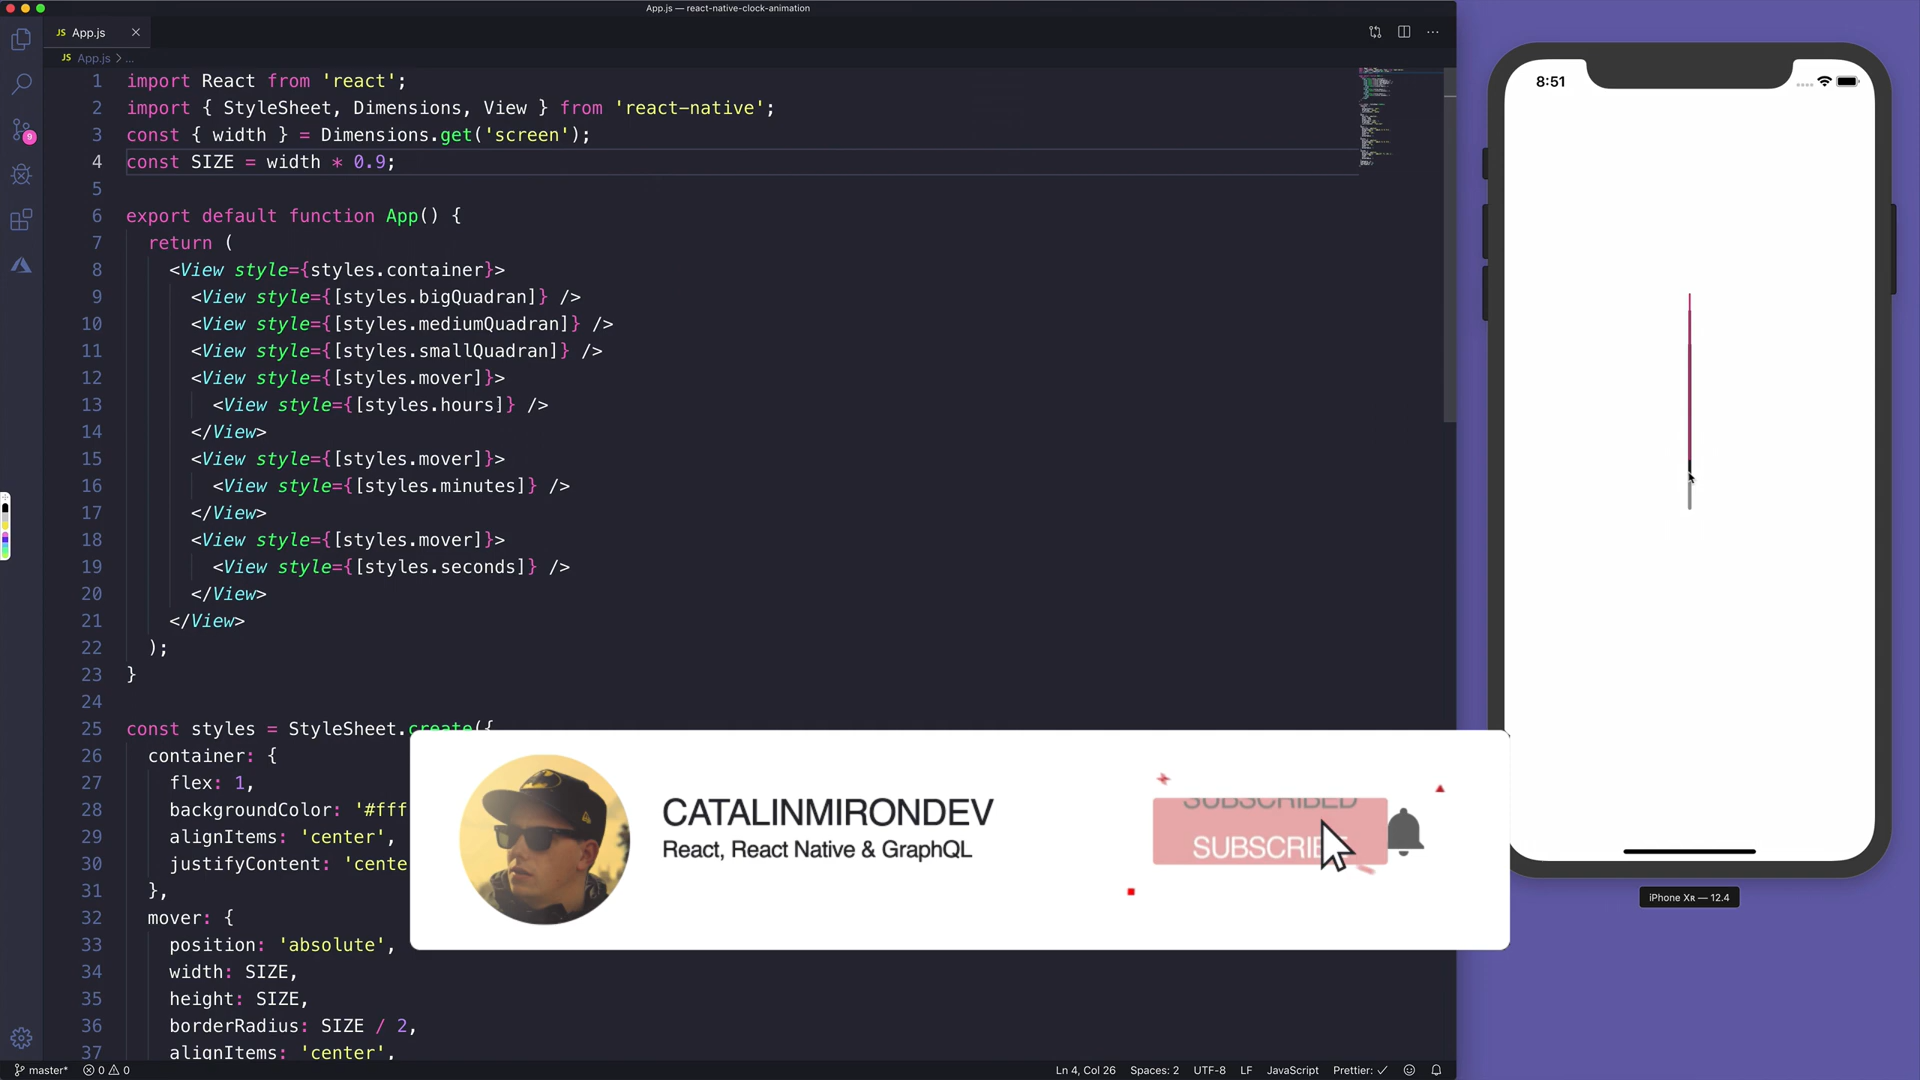 App.js — react-native-clock-animation
JS App.js
JS App.js > ...
1 import React from 'react';
2 import { StyleSheet, Dimensions, View } from 'react-native';
3 const { width } = Dimensions.get('screen');
4 const SIZE = width * 0.9;
5
6 export default function App() {
7 return (
8 <View style={styles.container}>
9 <View style={[styles.bigQuadran]} />
10 <View style={[styles.mediumQuadran]} />
11 <View style={[styles.smallQuadran]} />
12 <View style={[styles.mover]}>
13 <View style={[styles.hours]} />
14 </View>
15 <View style={[styles.mover]}>
16 <View style={[styles.minutes]} />
17 </View>
18 <View style={[styles.mover]}>
19 <View style={[styles.seconds]} />
20 </View>
21 </View>
22 );
23 }
24
25 const styles = StyleSheet.create({
26 container: {
27 flex: 1,
28 backgroundColor: '#fff
29 alignItems: 'center',
30 justifyContent: 'cente
31 },
32 mover: {
33 position: 'absolute',
34 width: SIZE,
35 height: SIZE,
36 borderRadius: SIZE / 2,
37 alignItems: 'center',
9
8:51
iPhone XR — 12.4
CATALINMIRONDEV
React, React Native & GraphQL
SUBSCRIBED
SUBSCRIBE
master* 0 0
Ln 4, Col 26 Spaces: 2 UTF-8 LF JavaScript Prettier: ✓